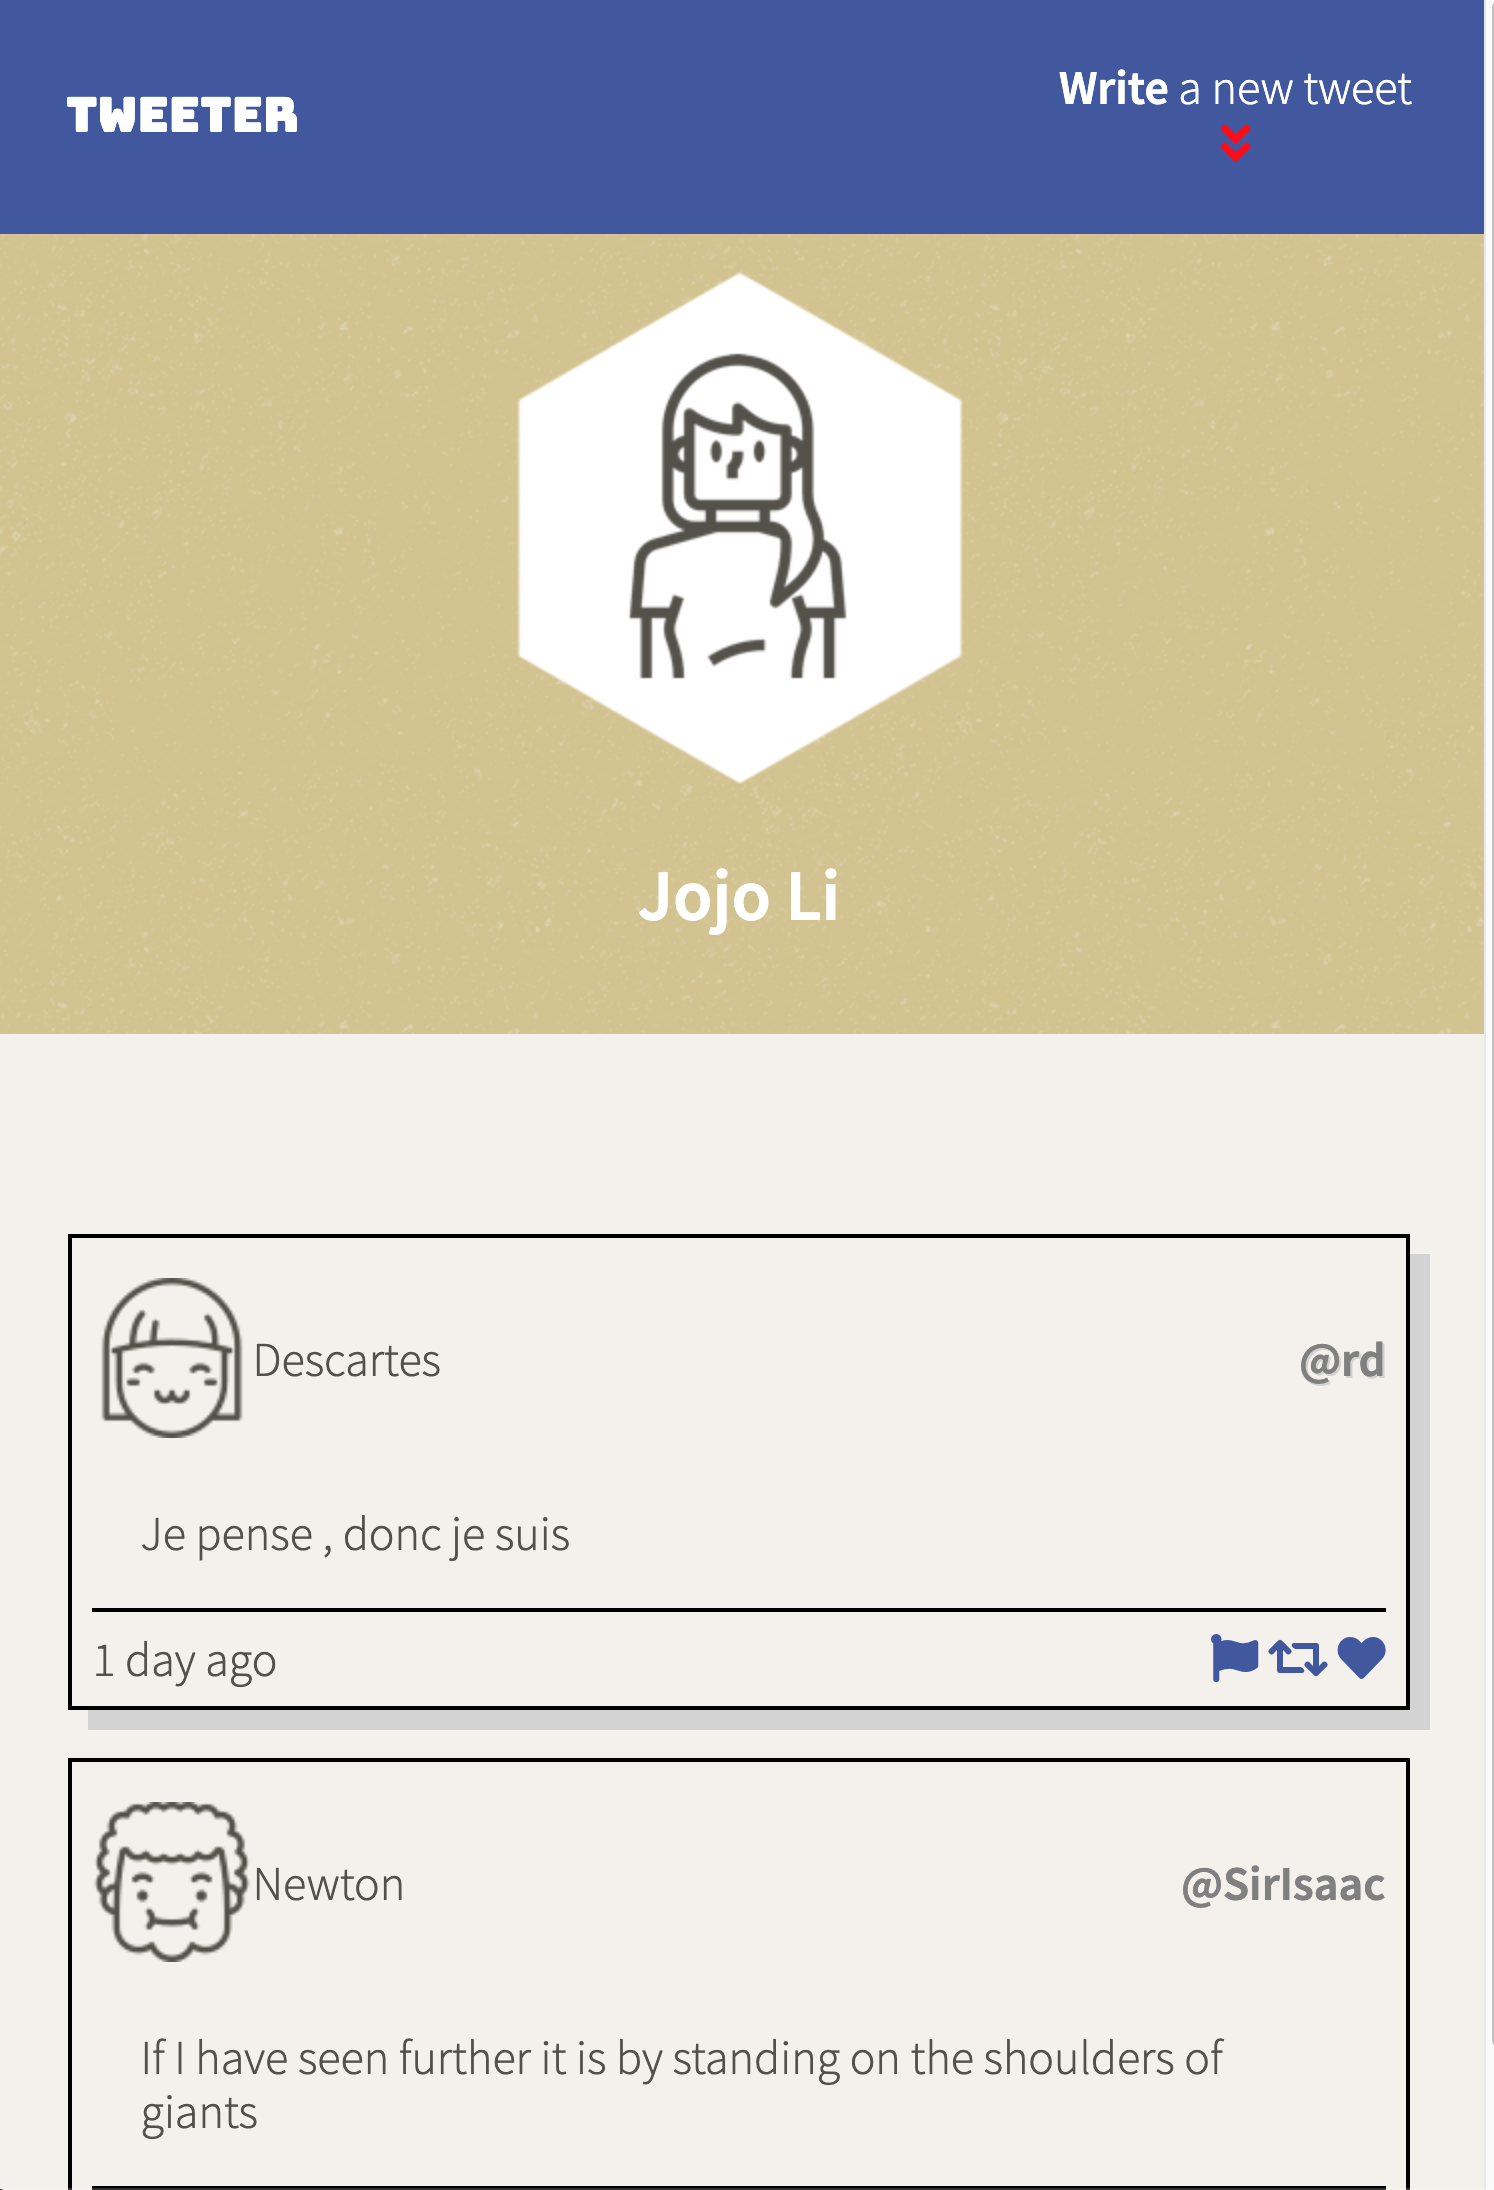 TWEETER
Write a new tweet
Jojo Li
Descartes
@rd
Je pense , donc je suis
1 day ago
Newton
@SirIsaac
If I have seen further it is by standing on the shoulders of
giants